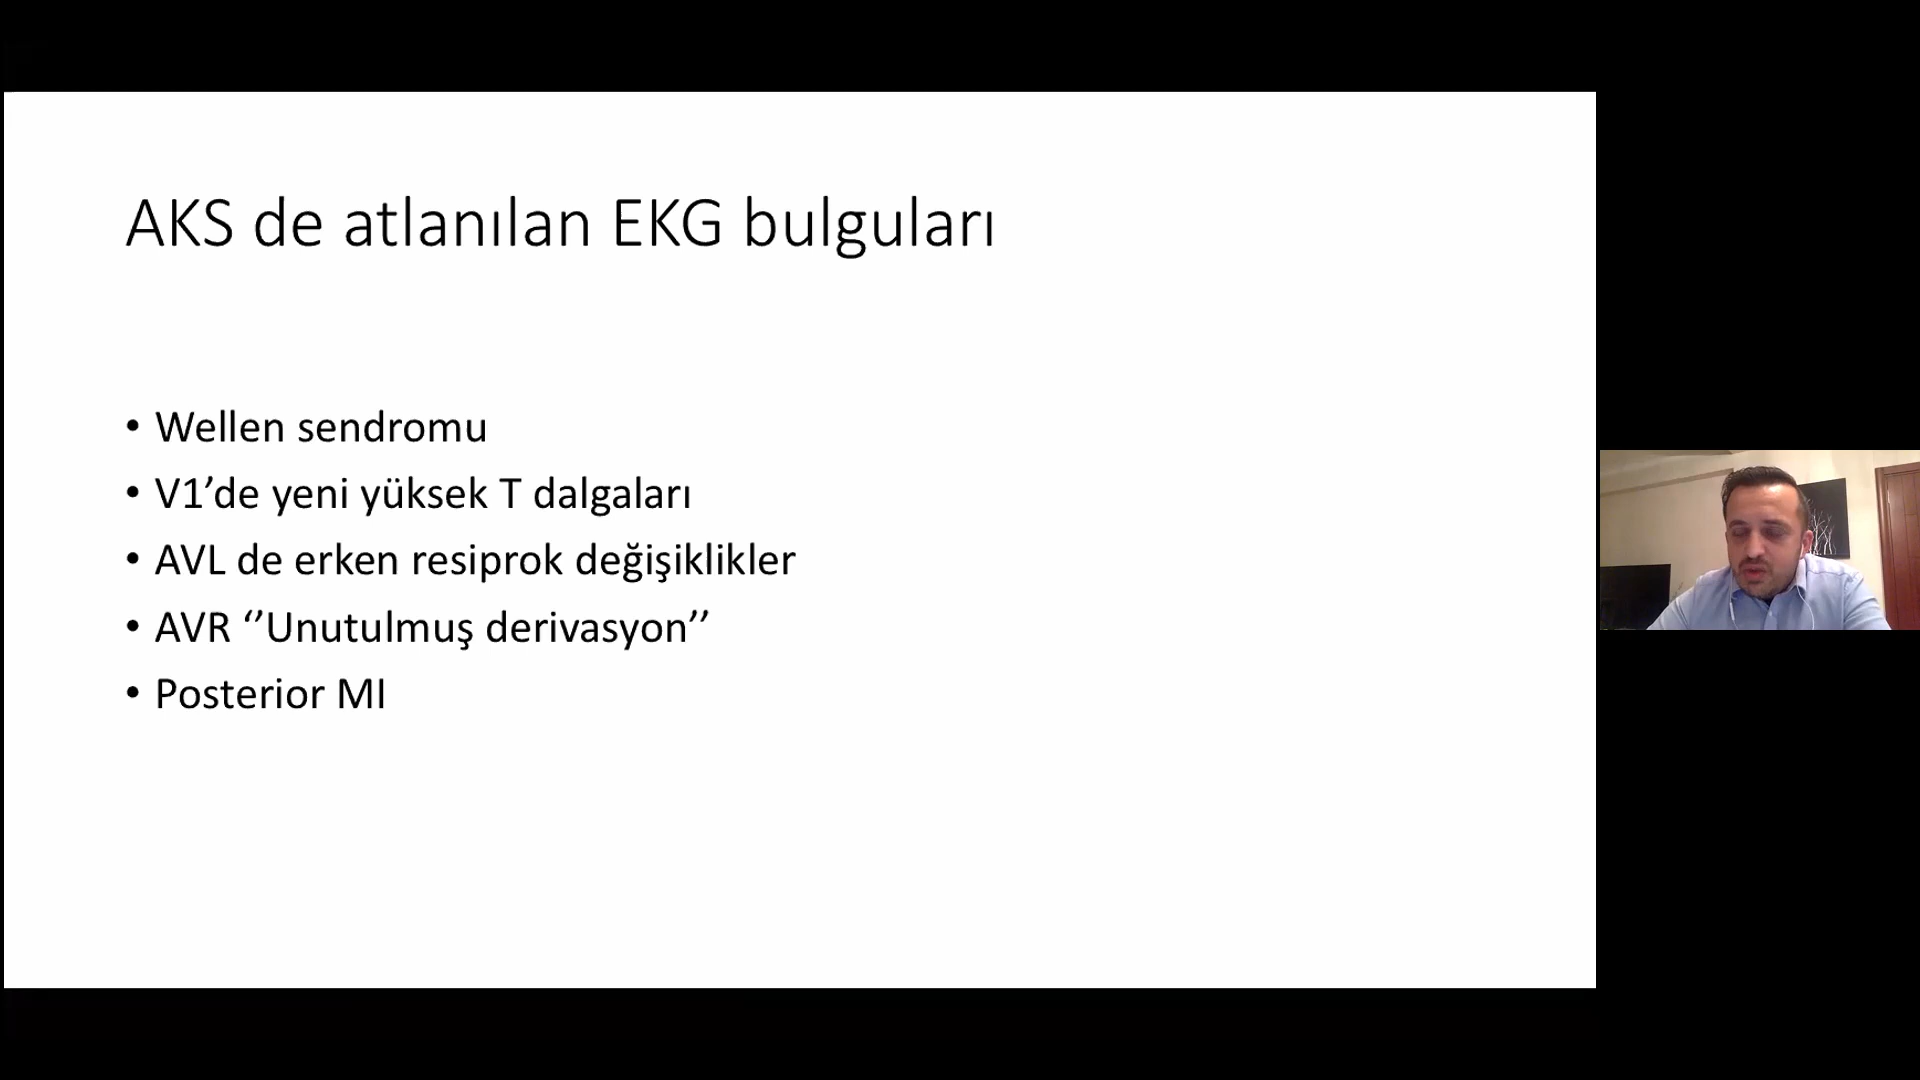 AKS de atlanılan EKG bulguları
• Wellen sendromu
• V1’de yeni yüksek T dalgaları
• AVL de erken resiprok değişiklikler
• AVR ‘’Unutulmuş derivasyon’’
• Posterior MI